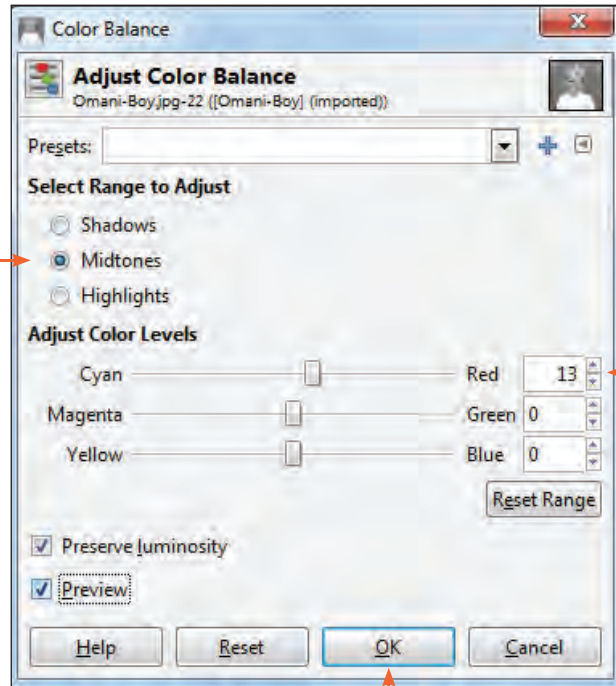 Color Balance
Adjust Color Balance
Omani-Boy.jpg-22 ([Omani-Boy] (imported))
Presets:
Select Range to Adjust
Shadows
Midtones
Highlights
Adjust Color Levels
Cyan Red 13
Magenta Green 0
Yellow Blue 0
Reset Range
Preserve luminosity
Preview
Help Reset OK Cancel